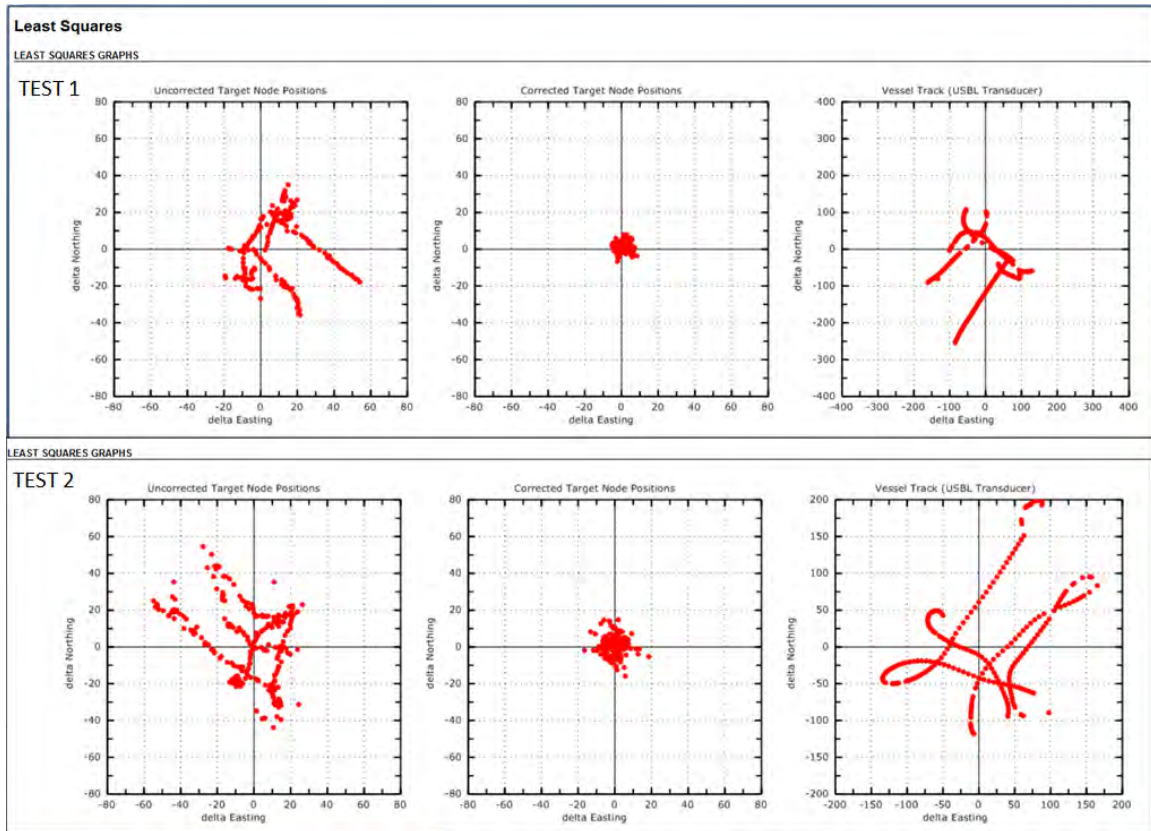 Least Squares
LEAST SQUARES GRAPHS
TEST 1
Uncorrected Target Node Positions
Corrected Target Node Positions
Vessel Track (USBL Transducer)
80
60
40
20
0
-20
-40
-60
-80
-80 -60 -40 -20 0 20 40 60 80
delta Northing
delta Easting
80
60
40
20
0
-20
-40
-60
-80
-80 -60 -40 -20 0 20 40 60 80
delta Northing
delta Easting
400
300
200
100
0
-100
-200
-300
-400
-400 -300 -200 -100 0 100 200 300 400
delta Northing
delta Easting
LEAST SQUARES GRAPHS
TEST 2
Uncorrected Target Node Positions
Corrected Target Node Positions
Vessel Track (USBL Transducer)
80
60
40
20
0
-20
-40
-60
-80
-80 -60 -40 -20 0 20 40 60 80
delta Northing
delta Easting
80
60
40
20
0
-20
-40
-60
-80
-80 -60 -40 -20 0 20 40 60 80
delta Northing
delta Easting
200
150
100
50
0
-50
-100
-150
-200
-200 -150 -100 -50 0 50 100 150 200
delta Northing
delta Easting